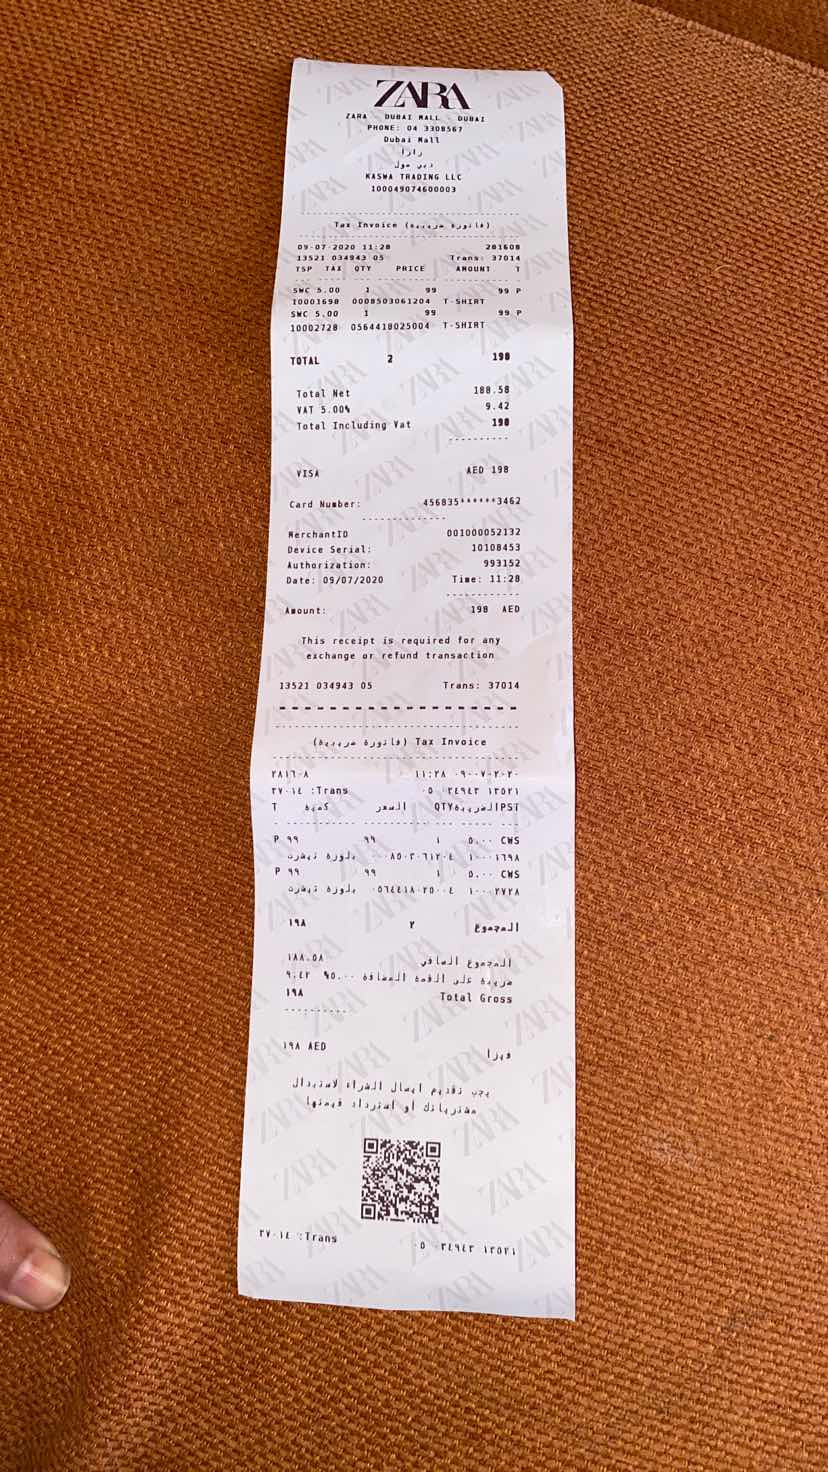 ZARA
ZARA - DUBAI MALL - DUBAI
PHONE: 04 3308567
Dubai Mall
زارا
دبي مول
KASWA TRADING LLC
100049074600003
Tax Invoice (فاتورة ضريبية)
09-07-2020 11:28 281608
13521 034943 05 Trans: 37014
TSP TAX QTY PRICE AMOUNT T
SWC 5.00 1 99 99 P
10001698 0008503061204 T-SHIRT
SWC 5.00 1 99 99 P
10002728 0564418025004 T-SHIRT
TOTAL 2 198
Total Net 188.58
VAT 5.00% 9.42
Total Including Vat 198
VISA AED 198
Card Number: 456835******3462
MerchantID 001000052132
Device Serial: 10108453
Authorization: 993152
Date: 09/07/2020 Time: 11:28
Amount: 198 AED
This receipt is required for any
exchange or refund transaction
13521 034943 05 Trans: 37014
(فاتورة ضريبية) Tax Invoice
٢٨١٦٠٨ ١١:٢٨ ٠٩-٠٧-٢٠٢٠
٣٧٠١٤ :Trans ٠٥ ٠٣٤٩٤٣ ١٣٥٢١
T كمية السعر QTYالضريبةPST
P ٩٩ ٩٩ ١ ٥.٠٠ CWS
بلوزة تيشرت ٠٠٠٨٥٠٣٠٦١٢٠٤ ١٠٠٠١٦٩٨
P ٩٩ ٩٩ ١ ٥.٠٠ CWS
بلوزة تيشرت ٠٥٦٤٤١٨٠٢٥٠٠٤ ١٠٠٠٢٧٢٨
١٩٨ ٢ المجموع
١٨٨.٥٨ المجموع الصافي
٩.٤٢ %٥.٠٠ ضريبة على القمة المضافة
١٩٨ Total Gross
١٩٨ AED فيزا
يجب تقديم ايصال الشراء لاستبدال
مشترياتك أو استرداد قيمتها
٣٧٠١٤ :Trans ٠٥ ٠٣٤٩٤٣ ١٣٥٢١